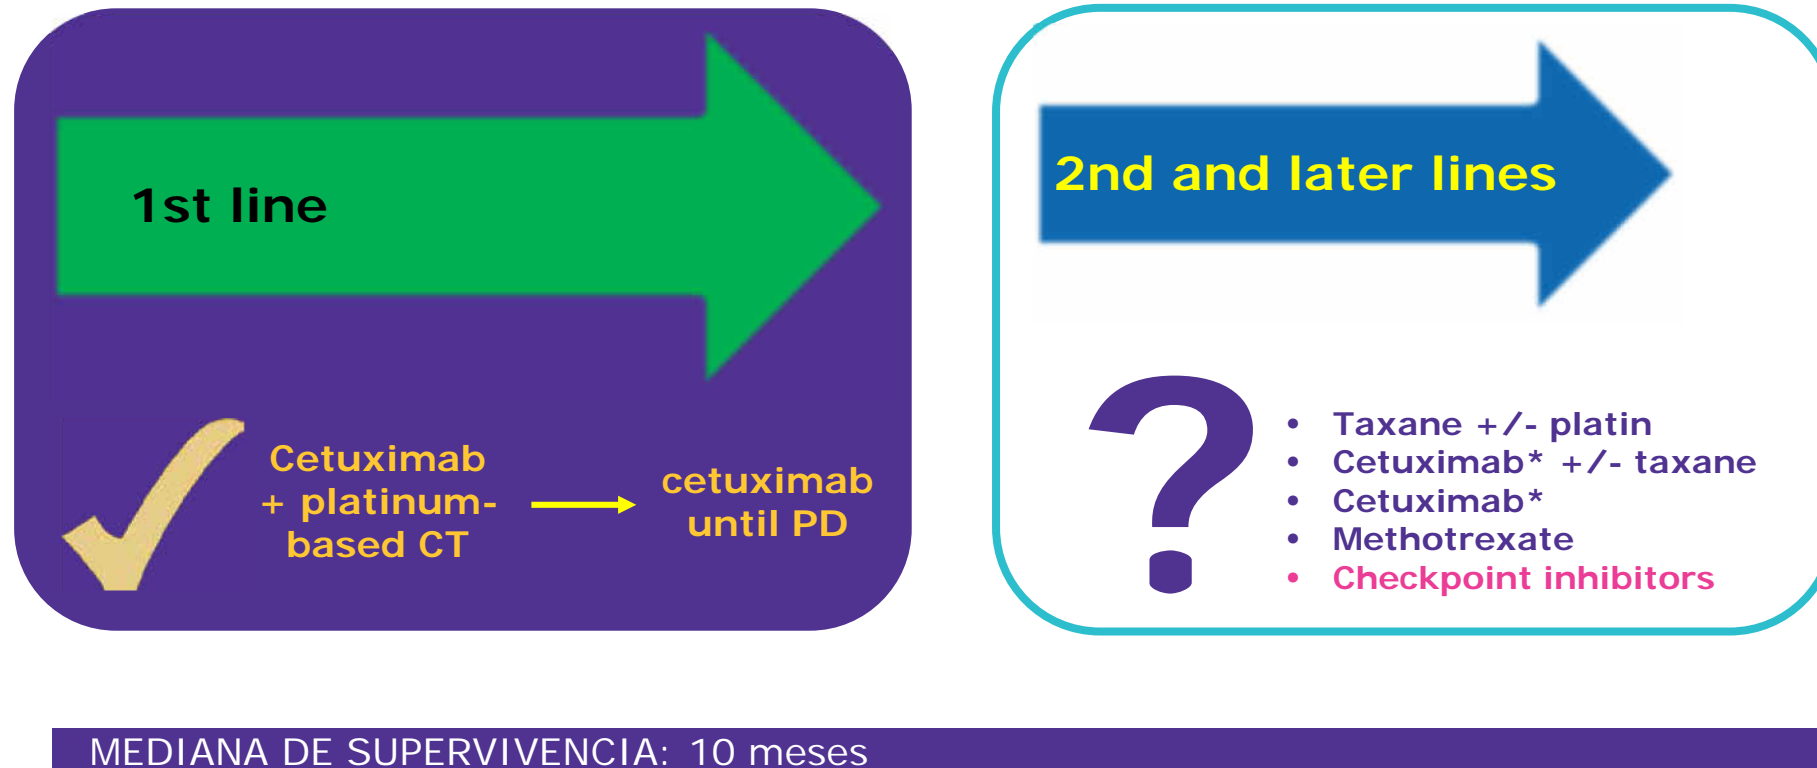 1st line
Cetuximab
+ platinum-
based CT
cetuximab
until PD
2nd and later lines
?
• Taxane +/- platin
• Cetuximab* +/- taxane
• Cetuximab*
• Methotrexate
• Checkpoint inhibitors
MEDIANA DE SUPERVIVENCIA: 10 meses